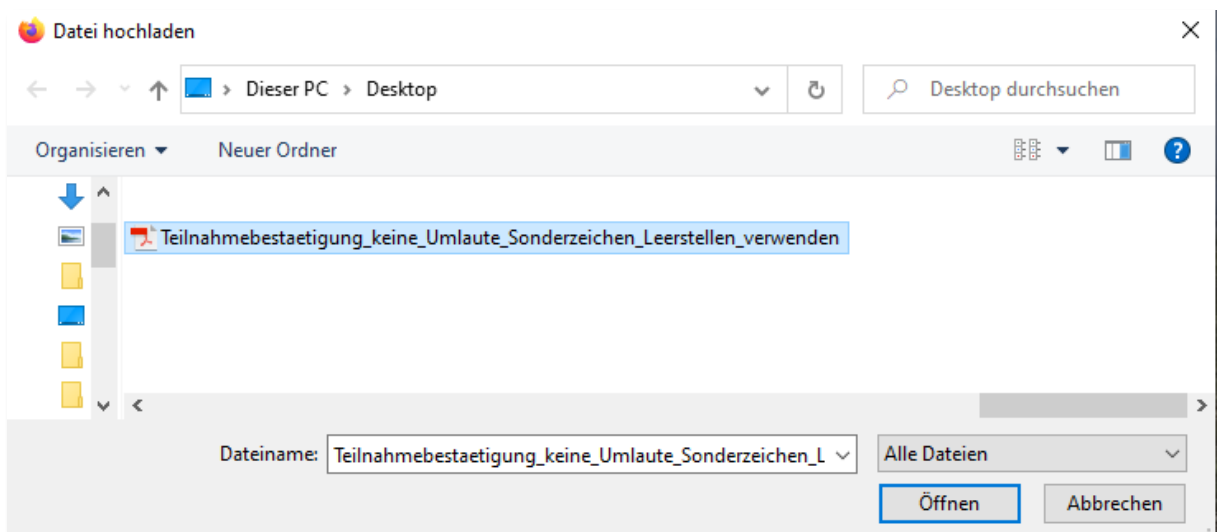 Datei hochladen
Dieser PC > Desktop
Desktop durchsuchen
Organisieren
Neuer Ordner
Teilnahmebestaetigung_keine_Umlaute_Sonderzeichen_Leerstellen_verwenden
Dateiname: Teilnahmebestaetigung_keine_Umlaute_Sonderzeichen_L
Alle Dateien
Öffnen
Abbrechen